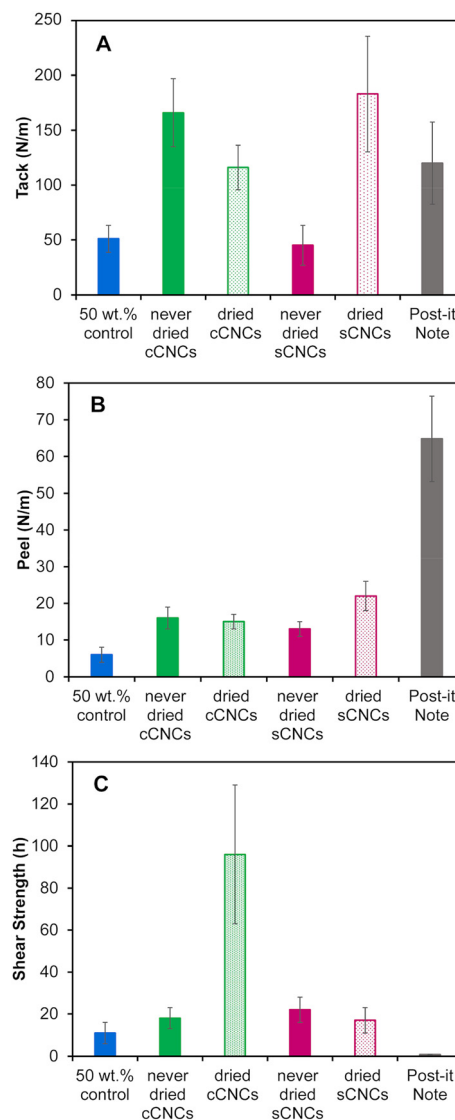 A
Tack (N/m)
250
200
150
100
50
0
50 wt.% never dried never dried Post-it
control dried cCNCs dried sCNCs Note
cCNCs sCNCs
B
Peel (N/m)
80
70
60
50
40
30
20
10
0
50 wt.% never dried never dried Post-it
control dried cCNCs dried sCNCs Note
cCNCs sCNCs
C
Shear Strength (h)
140
120
100
80
60
40
20
0
50 wt.% never dried never dried Post-it
control dried cCNCs dried sCNCs Note
cCNCs sCNCs